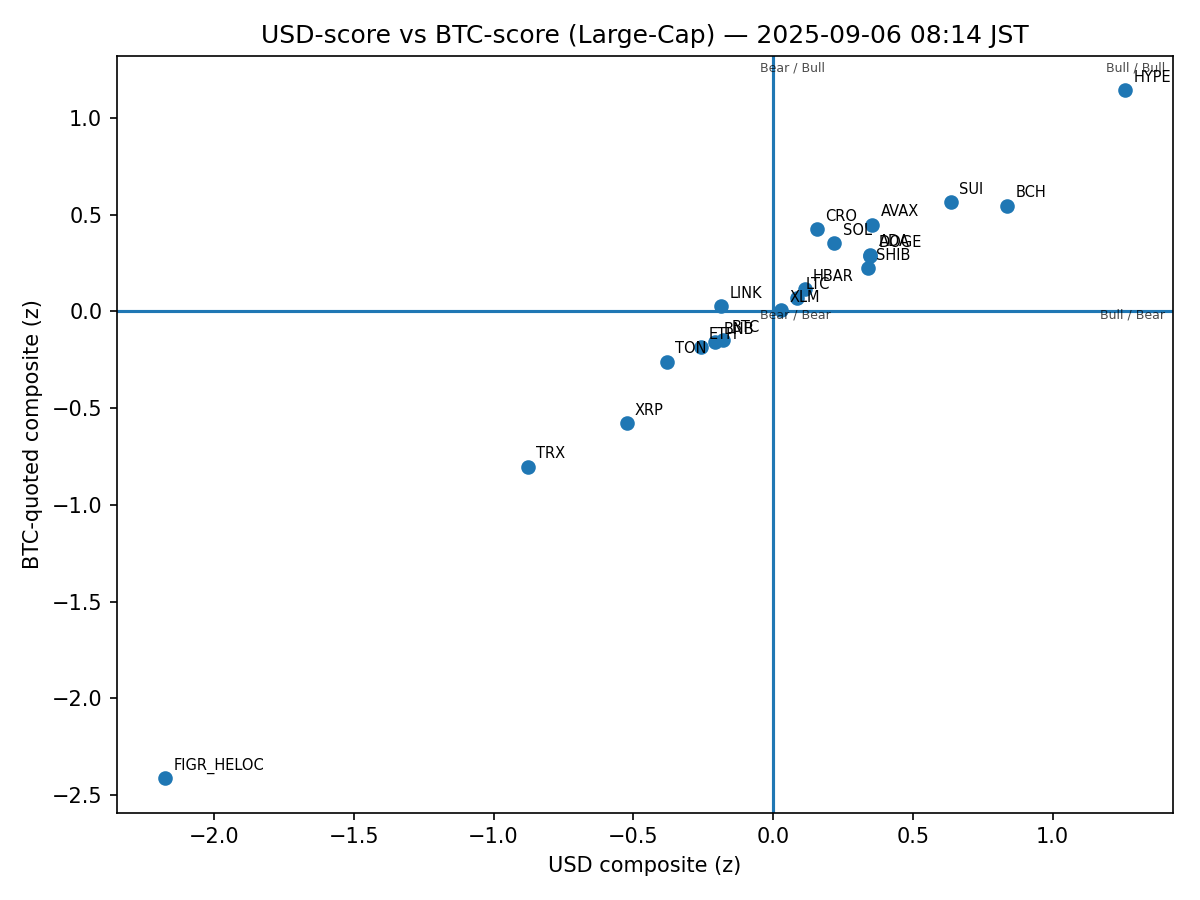 USD-score vs BTC-score (Large-Cap) — 2025-09-06 08:14 JST
Bear / Bull
Bull / Bull
HYPE
1.0
SUI
BCH
0.5
CRO
AVAX
SOL
ADA
DOGE
SHIB
HBAR
LTC
LINK
XLM
0.0
Bear / Bear
Bull / Bear
BTC
BNB
ETH
TON
−0.5
XRP
TRX
−1.0
−1.5
−2.0
FIGR_HELOC
−2.5
−2.0
−1.5
−1.0
−0.5
0.0
0.5
1.0
USD composite (z)
BTC-quoted composite (z)